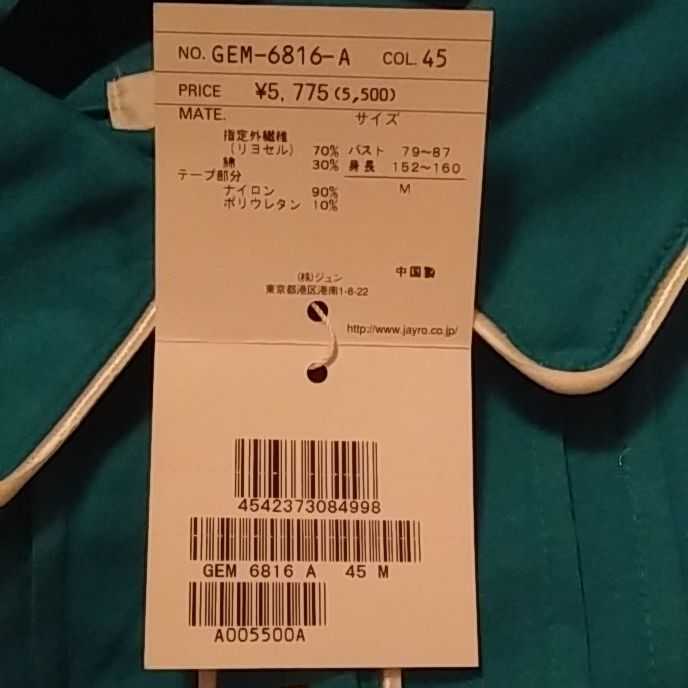 NO. GEM-6816-A COL. 45
PRICE ¥5,775(5,500)
MATE. サイズ
指定外繊維
(リヨセル) 70% バスト 79~87
綿 30% 身長 152~160
テープ部分 M
ナイロン 90%
ポリウレタン 10%
(株)ジュン 中国製
東京都港区港南1-8-22
http://www.jayro.co.jp/
4542373084998
GEM 6816 A 45 M
A005500A